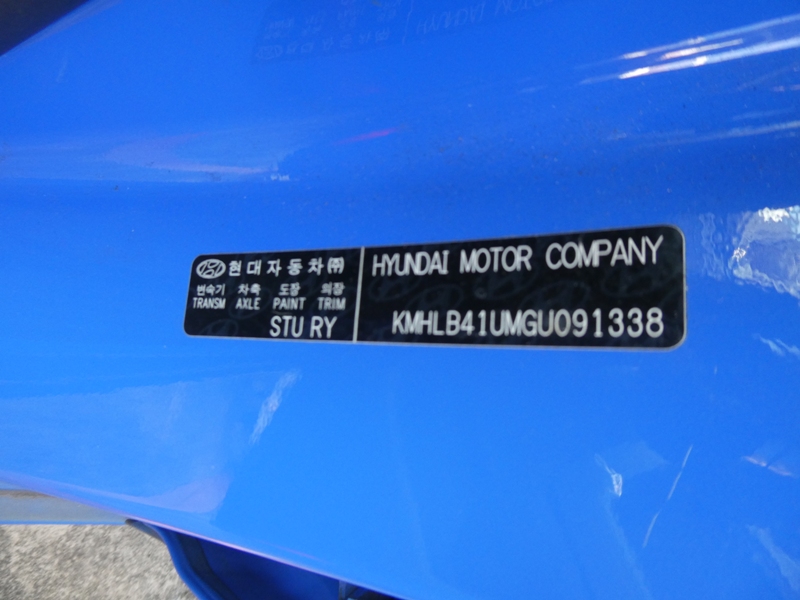 현대자동차㈜
변속기 차축 도장 의장
TRANSM AXLE PAINT TRIM
STU RY
HYUNDAI MOTOR COMPANY
KMHLB41UMGU091338